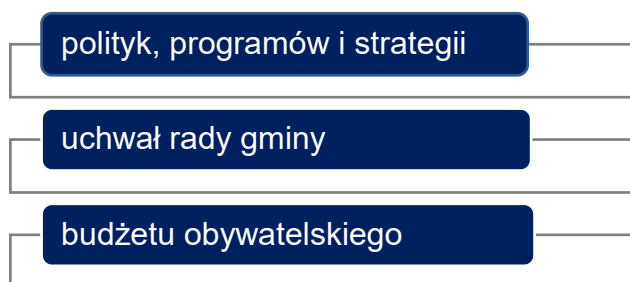 polityk, programów i strategii
uchwał rady gminy
budżetu obywatelskiego